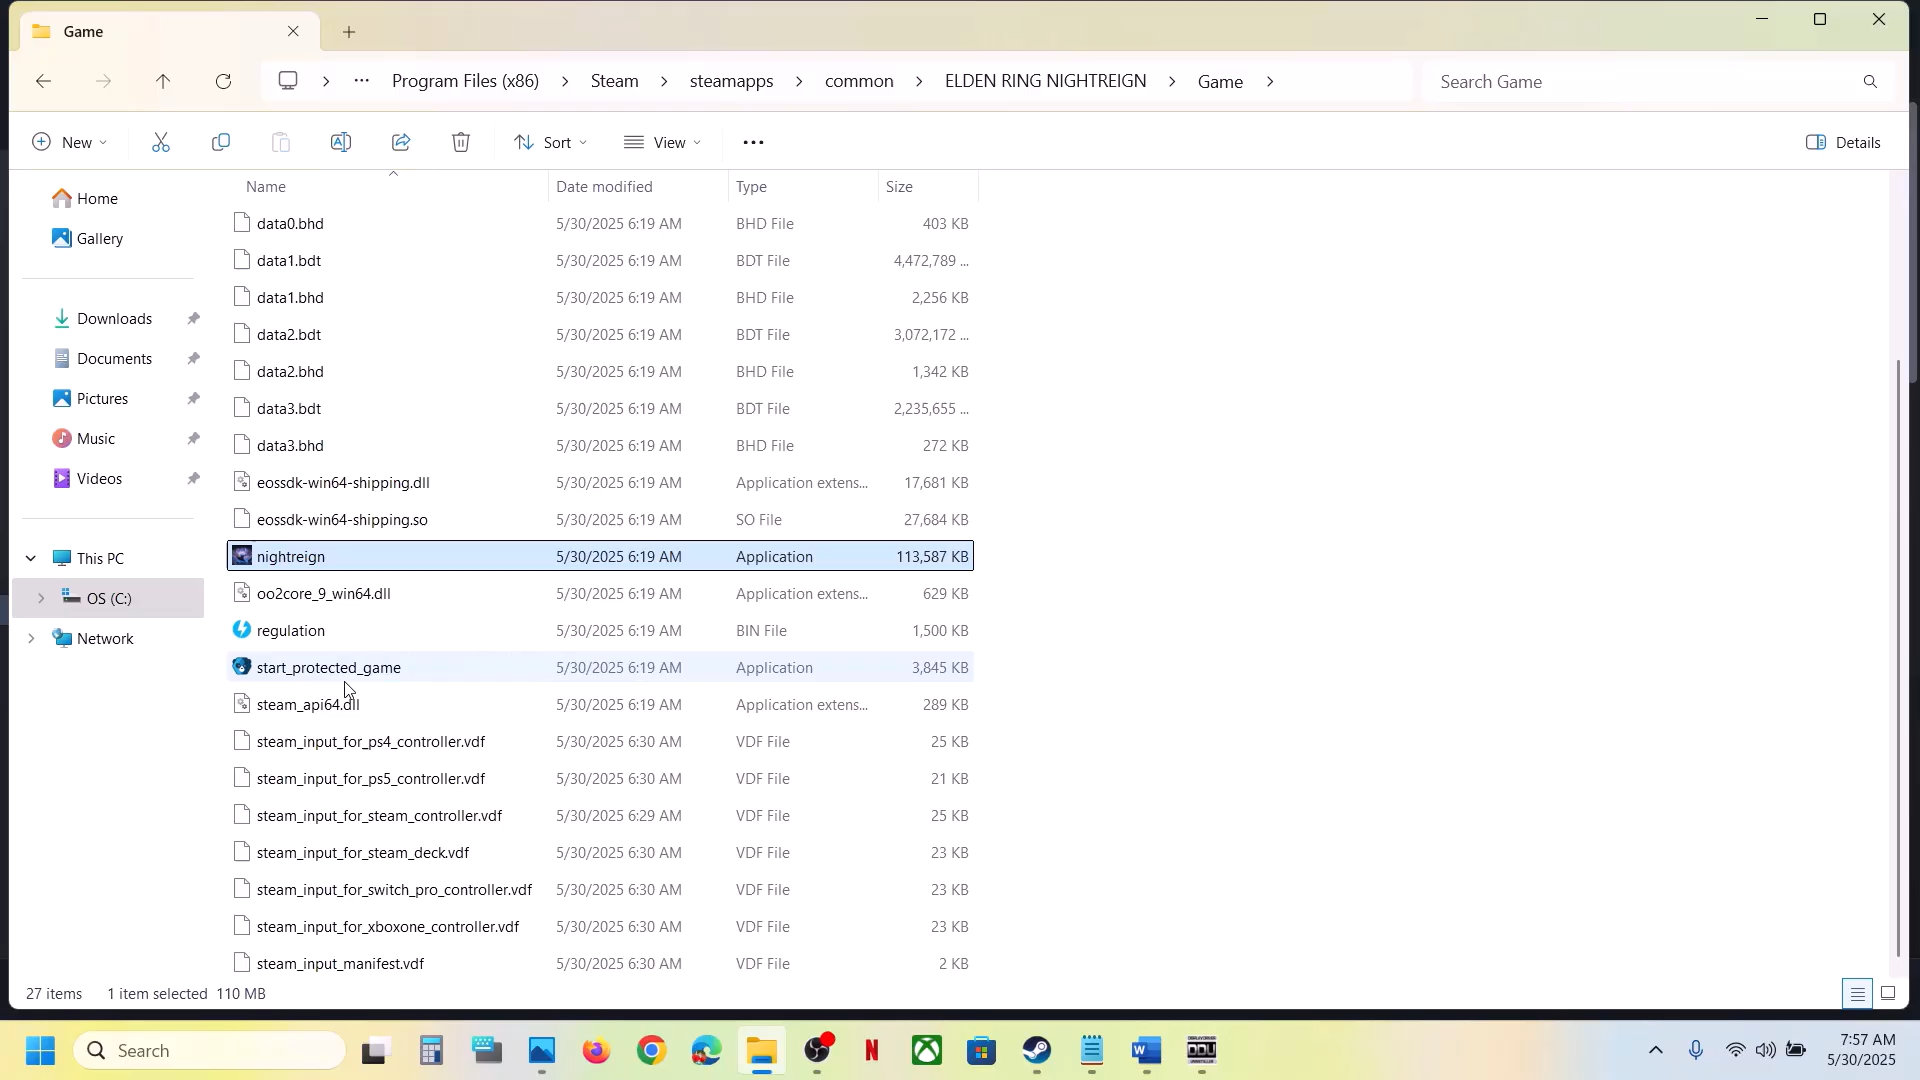 Game
Program Files (x86) Steam steamapps common ELDEN RING NIGHTREIGN Game
Search Game
New Sort View Details
Name Date modified Type Size
data0.bhd 5/30/2025 6:19 AM BHD File 403 KB
data1.bdt 5/30/2025 6:19 AM BDT File 4,472,789 ...
data1.bhd 5/30/2025 6:19 AM BHD File 2,256 KB
data2.bdt 5/30/2025 6:19 AM BDT File 3,072,172 ...
data2.bhd 5/30/2025 6:19 AM BHD File 1,342 KB
data3.bdt 5/30/2025 6:19 AM BDT File 2,235,655 ...
data3.bhd 5/30/2025 6:19 AM BHD File 272 KB
eossdk-win64-shipping.dll 5/30/2025 6:19 AM Application extens... 17,681 KB
eossdk-win64-shipping.so 5/30/2025 6:19 AM SO File 27,684 KB
nightreign 5/30/2025 6:19 AM Application 113,587 KB
oo2core_9_win64.dll 5/30/2025 6:19 AM Application extens... 629 KB
regulation 5/30/2025 6:19 AM BIN File 1,500 KB
start_protected_game 5/30/2025 6:19 AM Application 3,845 KB
steam_api64.dll 5/30/2025 6:19 AM Application extens... 289 KB
steam_input_for_ps4_controller.vdf 5/30/2025 6:30 AM VDF File 25 KB
steam_input_for_ps5_controller.vdf 5/30/2025 6:30 AM VDF File 21 KB
steam_input_for_steam_controller.vdf 5/30/2025 6:29 AM VDF File 25 KB
steam_input_for_steam_deck.vdf 5/30/2025 6:30 AM VDF File 23 KB
steam_input_for_switch_pro_controller.vdf 5/30/2025 6:30 AM VDF File 23 KB
steam_input_for_xboxone_controller.vdf 5/30/2025 6:30 AM VDF File 23 KB
steam_input_manifest.vdf 5/30/2025 6:30 AM VDF File 2 KB
Home
Gallery
Downloads
Documents
Pictures
Music
Videos
This PC
OS (C:)
Network
27 items 1 item selected 110 MB
Search
DDU
7:57 AM
5/30/2025